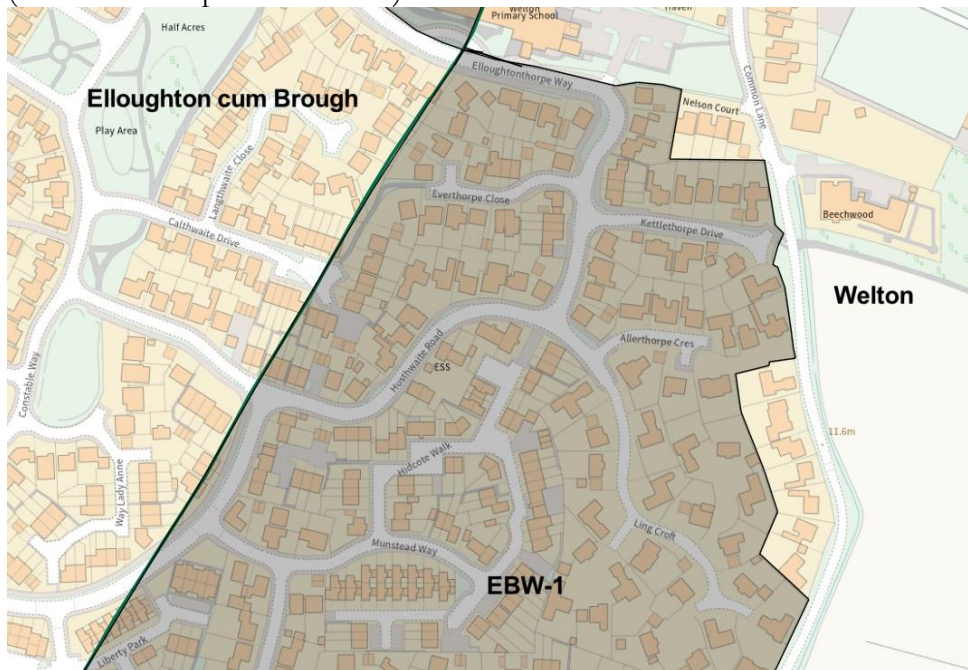 Half Acres
Welton
Primary School
Haven
Elloughtonthorpe Way
Elloughton cum Brough
Play Area
Langthwaite Close
Common Lane
Nelson Court
Everthorpe Close
Beechwood
Calthwaite Drive
Kettlethorpe Drive
Welton
Constable Way
Husthwaite Road
Allerthorpe Cres
ESS
11.6m
Hidcote Walk
Way Lady Anne
Ling Croft
Munstead Way
EBW-1
Liberty Park